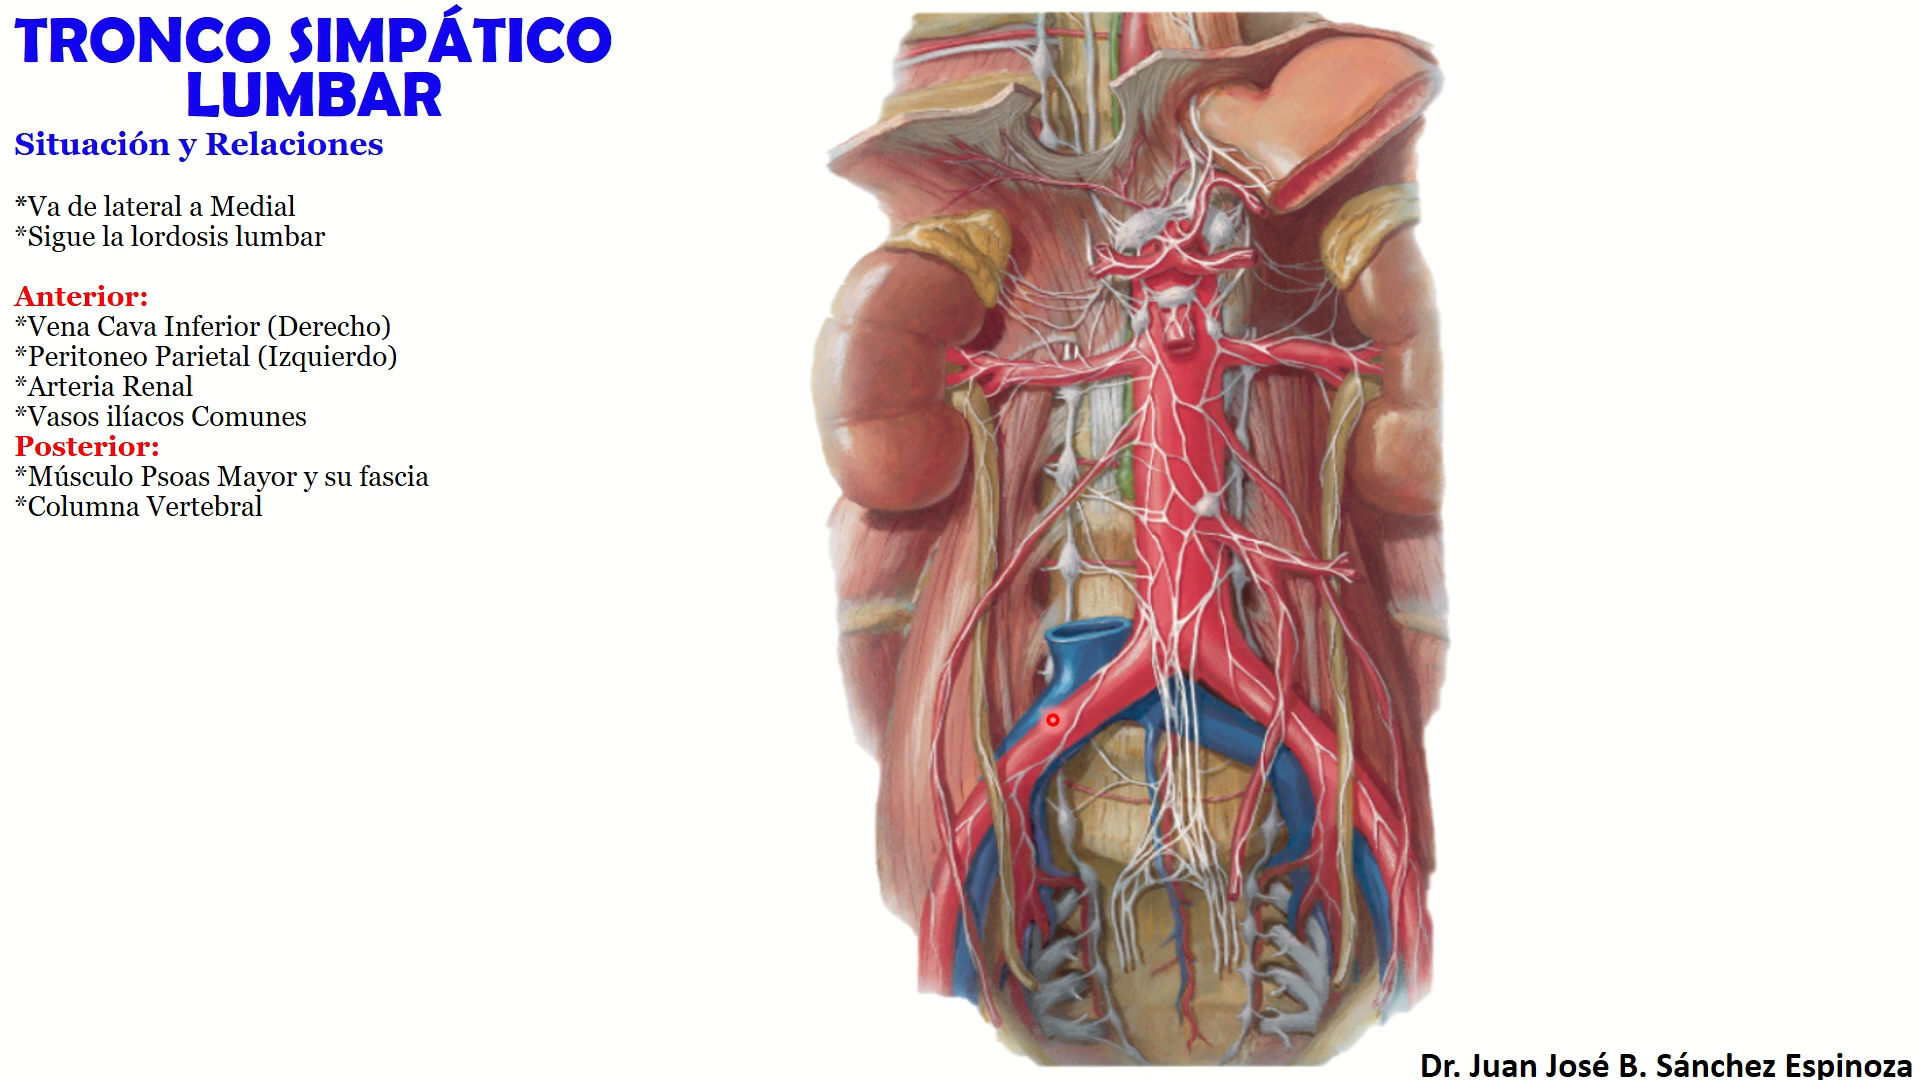 TRONCO SIMPÁTICO
LUMBAR
Situación y Relaciones
*Va de lateral a Medial
*Sigue la lordosis lumbar
Anterior:
*Vena Cava Inferior (Derecho)
*Peritoneo Parietal (Izquierdo)
*Arteria Renal
*Vasos ilíacos Comunes
Posterior:
*Músculo Psoas Mayor y su fascia
*Columna Vertebral
Dr. Juan José B. Sánchez Espinoza